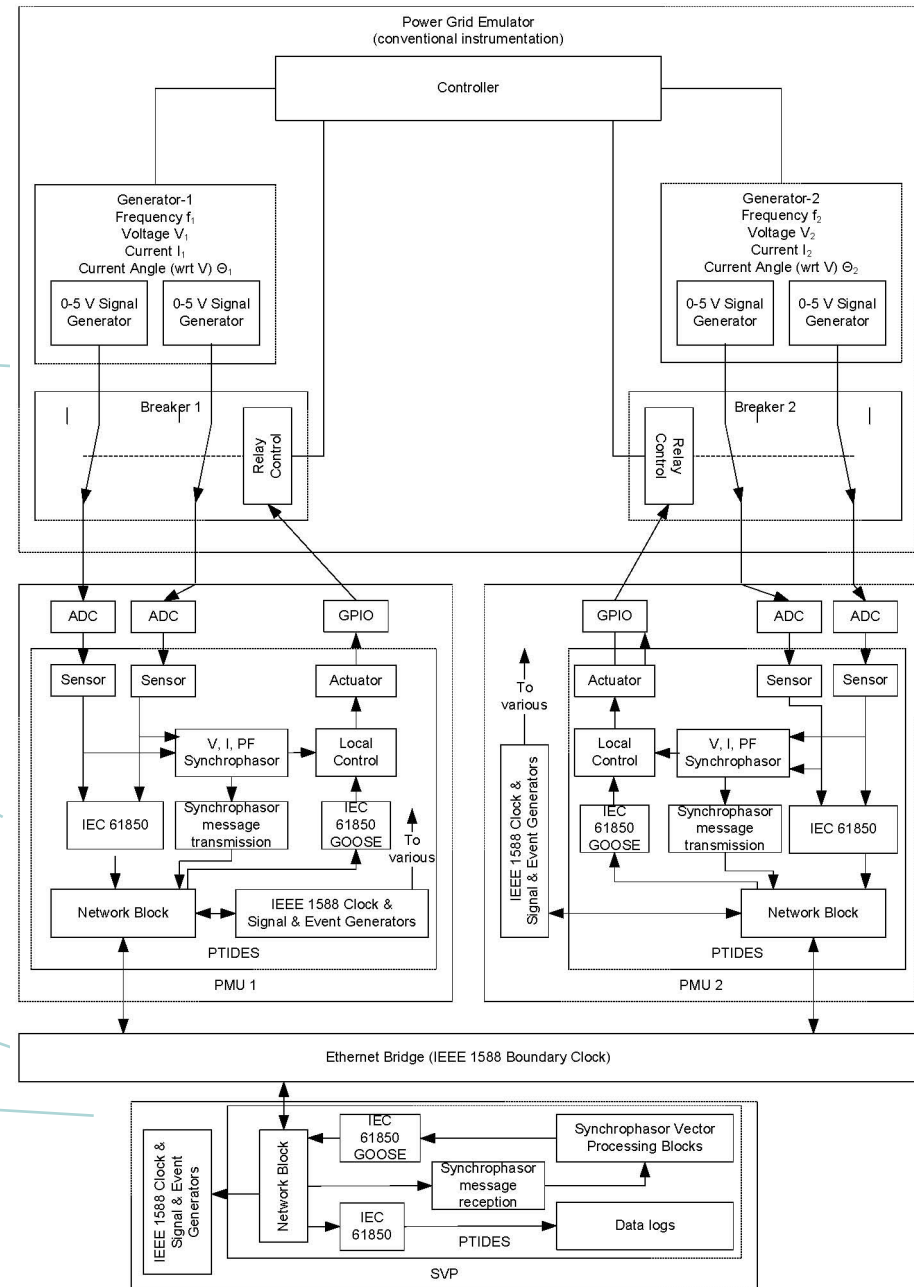 Power Grid Emulator
(conventional instrumentation)
Controller
Generator-1
Frequency f₁
Voltage V₁
Current I₁
Current Angle (wrt V) Θ₁
0-5 V Signal
Generator
0-5 V Signal
Generator
Generator-2
Frequency f₂
Voltage V₂
Current I₂
Current Angle (wrt V) Θ₂
0-5 V Signal
Generator
0-5 V Signal
Generator
Breaker 1
Relay
Control
Breaker 2
Relay
Control
ADC
ADC
GPIO
Sensor
Sensor
Actuator
V, I, PF
Synchrophasor
Local
Control
IEC 61850
Synchrophasor
message
transmission
IEC
61850
GOOSE
To
various
Network Block
IEEE 1588 Clock &
Signal & Event Generators
PTIDES
PMU 1
GPIO
ADC
ADC
To
various
Actuator
Sensor
Sensor
Local
Control
V, I, PF
Synchrophasor
IEEE 1588 Clock &
Signal & Event Generators
IEC
61850
GOOSE
Synchrophasor
message
transmission
IEC 61850
Network Block
PTIDES
PMU 2
Ethernet Bridge (IEEE 1588 Boundary Clock)
IEEE 1588 Clock &
Signal & Event
Generators
Network Block
IEC
61850
GOOSE
Synchrophasor Vector
Processing Blocks
Synchrophasor
message
reception
IEC
61850
Data logs
PTIDES
SVP